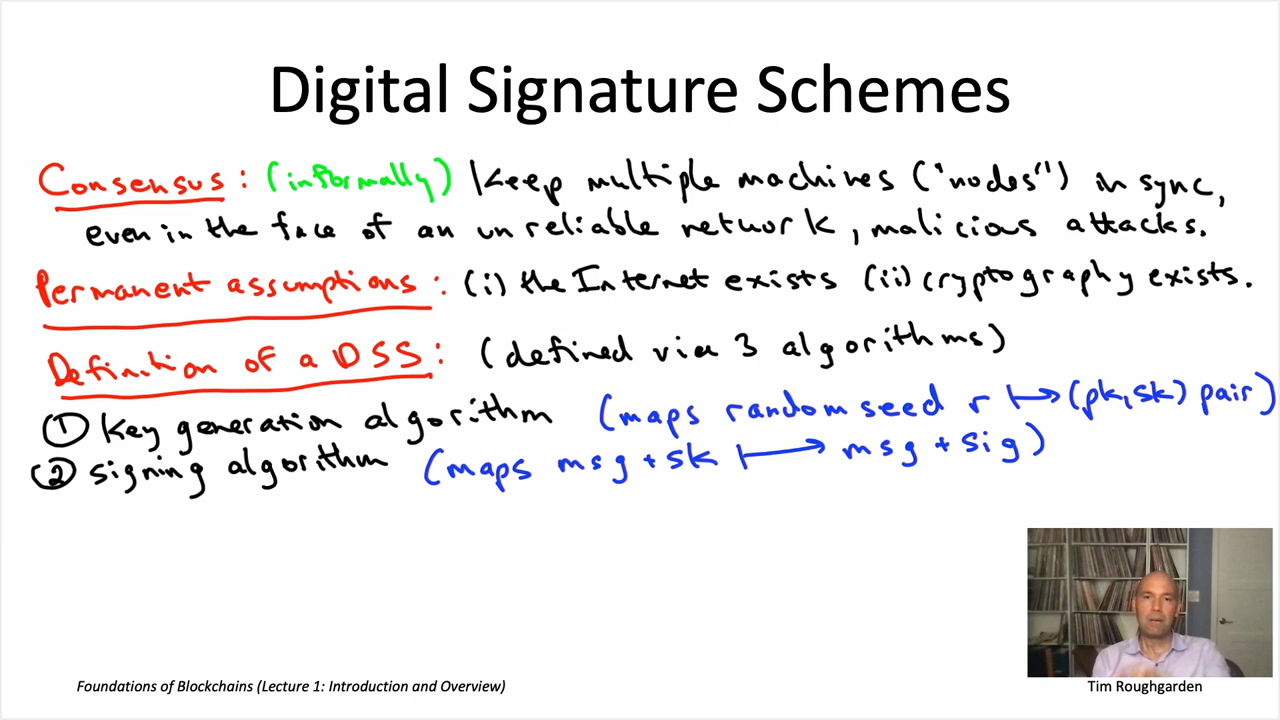 Digital Signature Schemes
Consensus: (informally) Keep multiple machines ("nodes") in sync,
even in the face of an unreliable network, malicious attacks.
Permanent assumptions: (i) the Internet exists (ii) cryptography exists.
Definition of a DSS: (defined via 3 algorithms)
① Key generation algorithm (maps random seed r ↦ (pk, sk) pair)
② signing algorithm (maps msg + sk ↦ msg + sig)
Foundations of Blockchains (Lecture 1: Introduction and Overview)
Tim Roughgarden